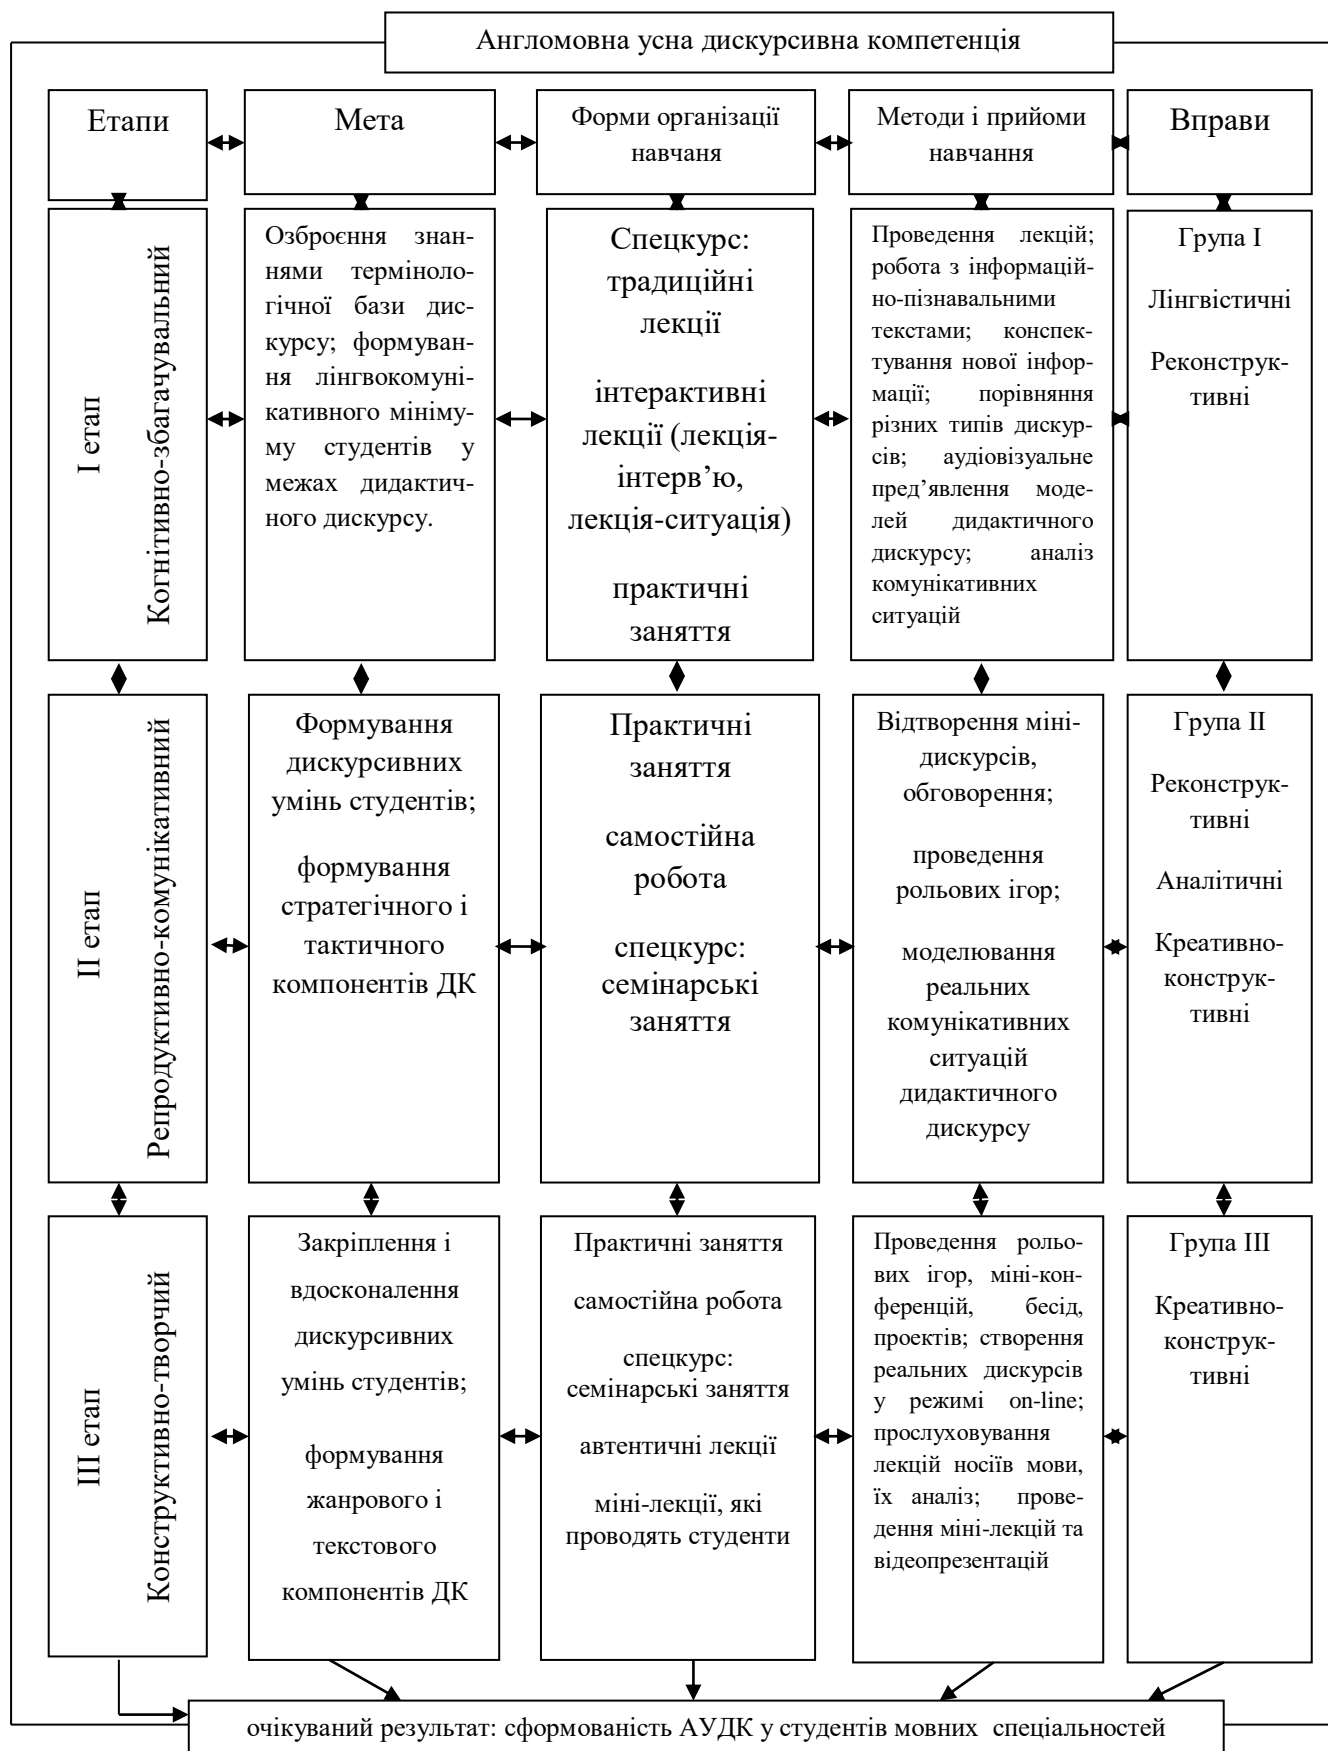 Англомовна усна дискурсивна компетенція
Етапи
Мета
Форми організації
навчаня
Методи і прийоми
навчання
Вправи
І етап
Когнітивно-збагачувальний
Озброєння знан-
нями терміноло-
гічної бази дис-
курсу; формуван-
ня лінгвокомуні-
кативного мініму-
му студентів у
межах дидактич-
ного дискурсу.
Спецкурс:
традиційні
лекції
інтерактивні
лекції (лекція-
інтерв’ю,
лекція-ситуація)
практичні
заняття
Проведення лекцій;
робота з інформацій-
но-пізнавальними
текстами; конспек-
тування нової інфор-
мації; порівняння
різних типів дискур-
сів; аудіовізуальне
пред’явлення моде-
лей дидактичного
дискурсу; аналіз
комунікативних
ситуацій
Група І
Лінгвістичні
Реконструк-
тивні
ІІ етап
Репродуктивно-комунікативний
Формування
дискурсивних
умінь студентів;
формування
стратегічного і
тактичного
компонентів ДК
Практичні
заняття
самостійна
робота
спецкурс:
семінарські
заняття
Відтворення міні-
дискурсів,
обговорення;
проведення
рольових ігор;
моделювання
реальних
комунікативних
ситуацій
дидактичного
дискурсу
Група ІІ
Реконструк-
тивні
Аналітичні
Креативно-
конструк-
тивні
ІІІ етап
Конструктивно-творчий
Закріплення і
вдосконалення
дискурсивних
умінь студентів;
формування
жанрового і
текстового
компонентів ДК
Практичні заняття
самостійна робота
спецкурс:
семінарські заняття
автентичні лекції
міні-лекції, які
проводять студенти
Проведення рольо-
вих ігор, міні-кон-
ференцій, бесід,
проектів; створення
реальних дискурсів
у режимі on-line;
прослуховування
лекцій носіїв мови,
їх аналіз; прове-
дення міні-лекцій та
відеопрезентацій
Група ІІІ
Креативно-
конструк-
тивні
очікуваний результат: сформованість АУДК у студентів мовних спеціальностей